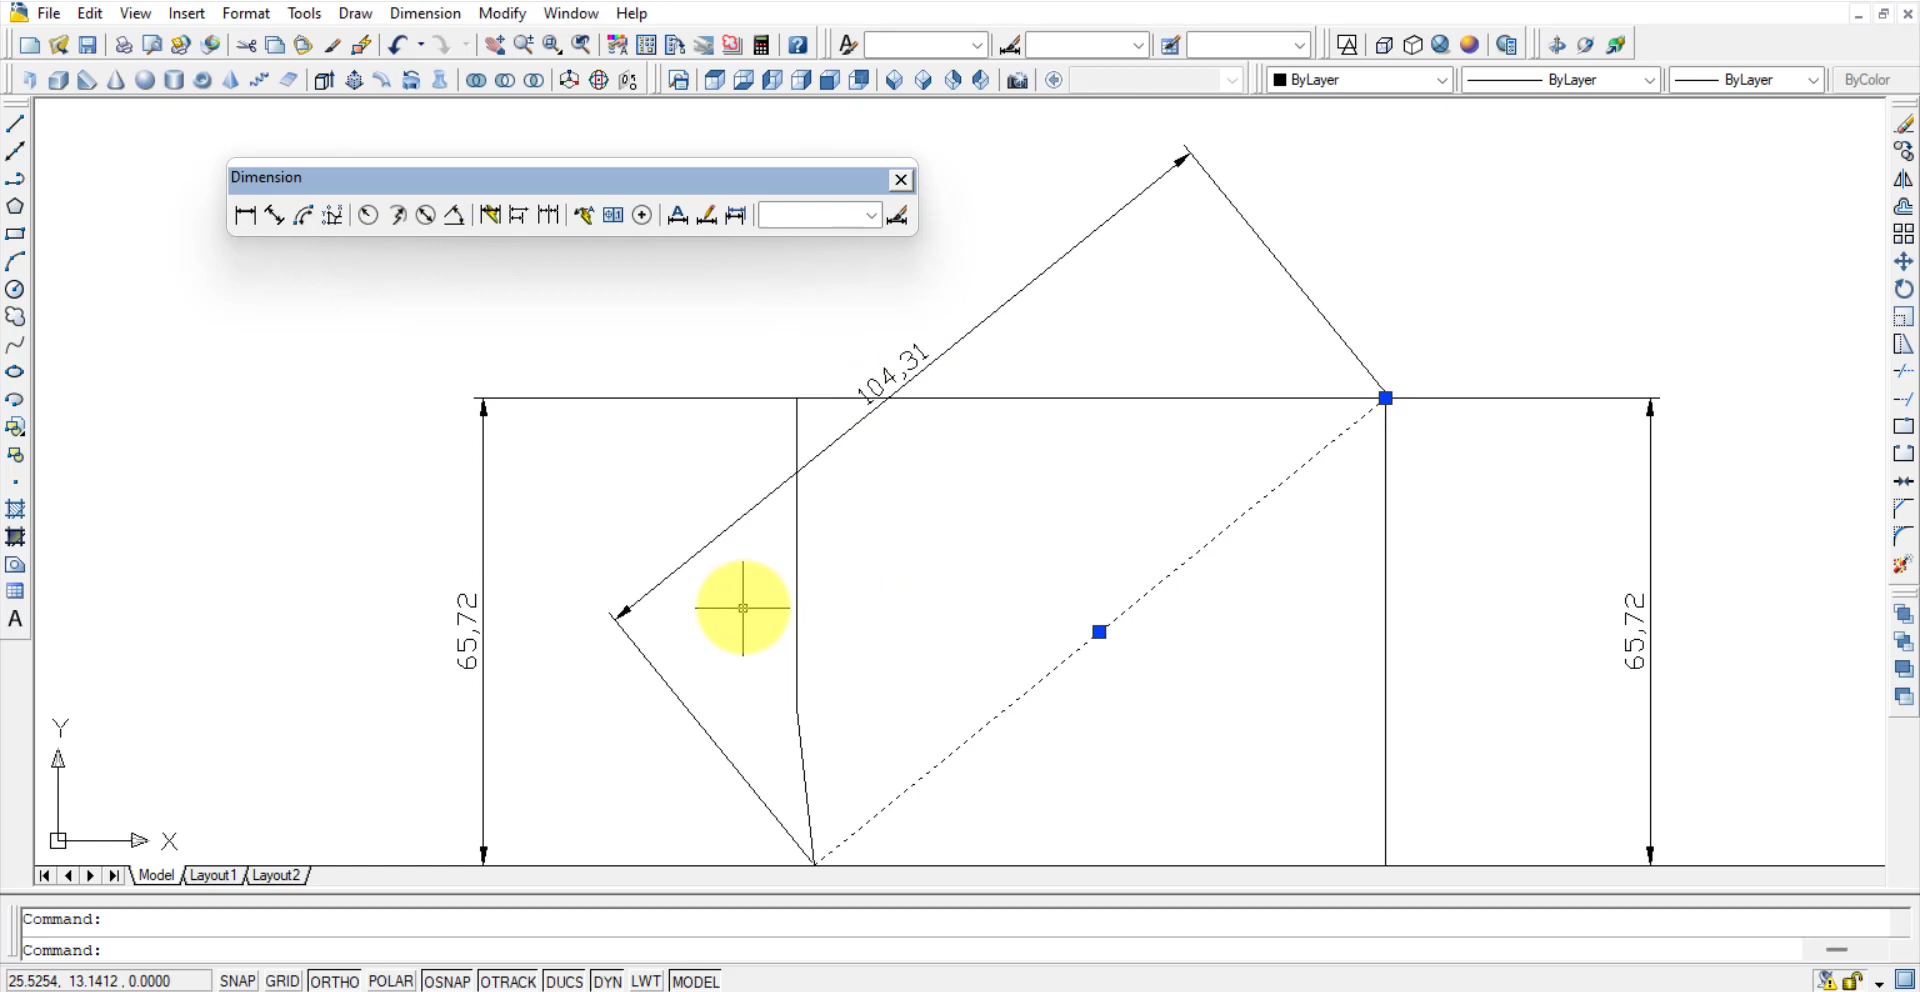 File Edit View Insert Format Tools Draw Dimension Modify Window Help
ByLayer ByLayer ByLayer ByColor
Dimension
104,31
65,72
65,72
Y
X
Model Layout1 Layout2
Command:
Command:
25.5254, 13.1412 , 0.0000 SNAP GRID ORTHO POLAR OSNAP OTRACK DUCS DYN LWT MODEL